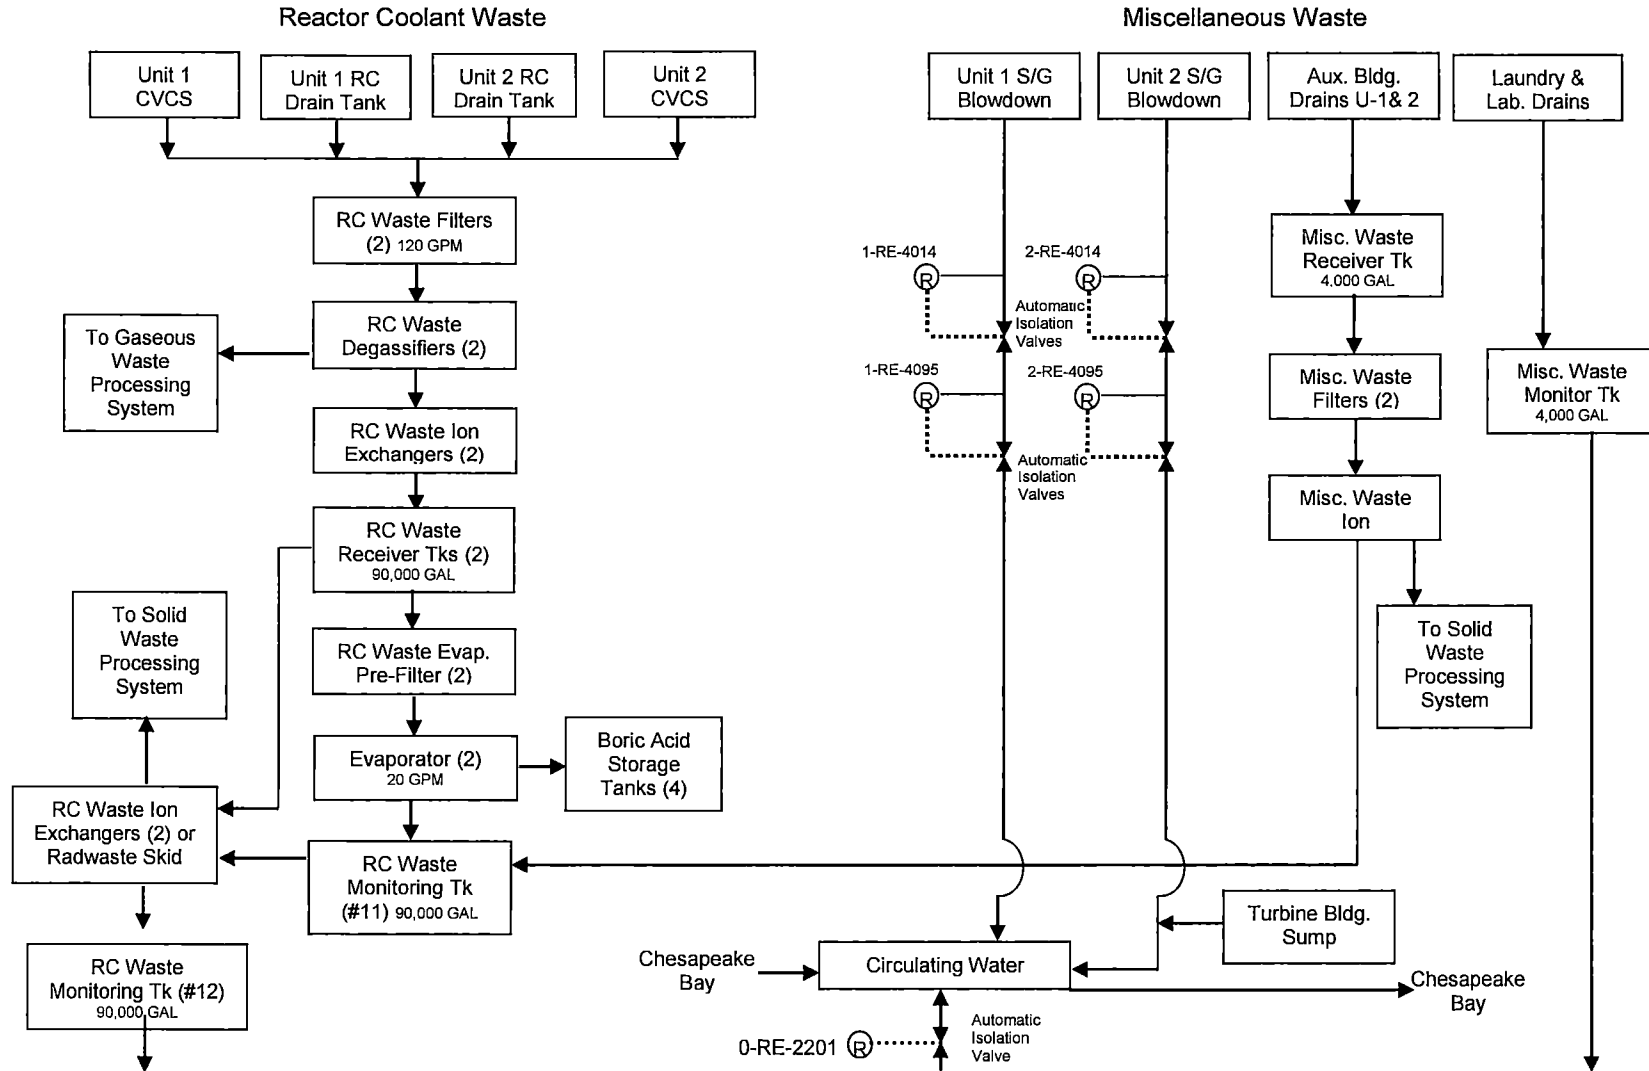 Reactor Coolant Waste
Miscellaneous Waste
Unit 1
CVCS
Unit 1 RC
Drain Tank
Unit 2 RC
Drain Tank
Unit 2
CVCS
Unit 1 S/G
Blowdown
Unit 2 S/G
Blowdown
Aux. Bldg.
Drains U-1& 2
Laundry &
Lab. Drains
RC Waste Filters
(2) 120 GPM
RC Waste
Degassifiers (2)
To Gaseous
Waste
Processing
System
RC Waste Ion
Exchangers (2)
RC Waste
Receiver Tks (2)
90,000 GAL
To Solid
Waste
Processing
System
RC Waste Evap.
Pre-Filter (2)
Evaporator (2)
20 GPM
Boric Acid
Storage
Tanks (4)
RC Waste Ion
Exchangers (2) or
Radwaste Skid
RC Waste
Monitoring Tk
(#11) 90,000 GAL
RC Waste
Monitoring Tk (#12)
90,000 GAL
1-RE-4014
R
2-RE-4014
R
Automatic
Isolation
Valves
1-RE-4095
R
2-RE-4095
R
Automatic
Isolation
Valves
Misc. Waste
Receiver Tk
4,000 GAL
Misc. Waste
Filters (2)
Misc. Waste
Ion
Misc. Waste
Monitor Tk
4,000 GAL
To Solid
Waste
Processing
System
Turbine Bldg.
Sump
Chesapeake
Bay
Circulating Water
Chesapeake
Bay
0-RE-2201
R
Automatic
Isolation
Valve